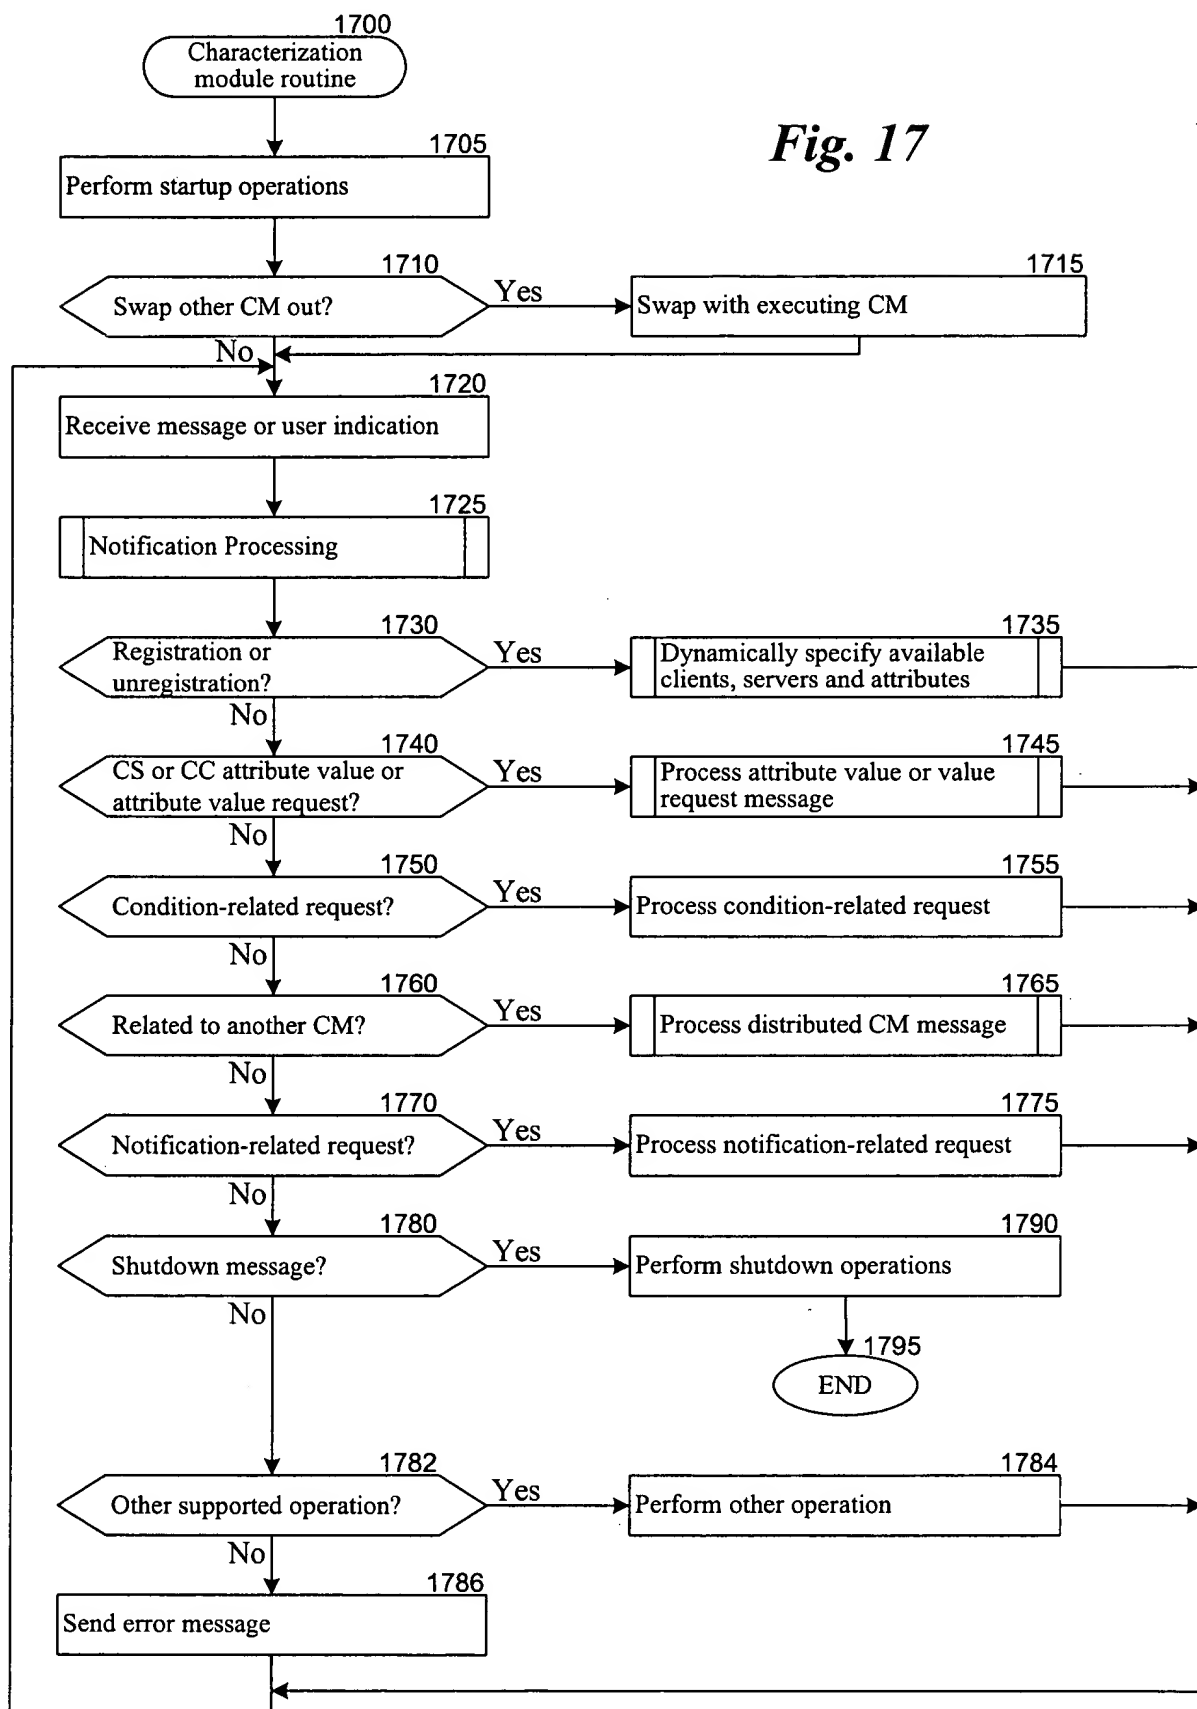 1700
Characterization
module routine
Fig. 17
1705
Perform startup operations
1710
Swap other CM out?
Yes
1715
Swap with executing CM
No
1720
Receive message or user indication
1725
Notification Processing
1730
Registration or
unregistration?
Yes
1735
Dynamically specify available
clients, servers and attributes
No
1740
CS or CC attribute value or
attribute value request?
Yes
1745
Process attribute value or value
request message
No
1750
Condition-related request?
Yes
1755
Process condition-related request
No
1760
Related to another CM?
Yes
1765
Process distributed CM message
No
1770
Notification-related request?
Yes
1775
Process notification-related request
No
1780
Shutdown message?
Yes
1790
Perform shutdown operations
No
1795
END
1782
Other supported operation?
Yes
1784
Perform other operation
No
1786
Send error message